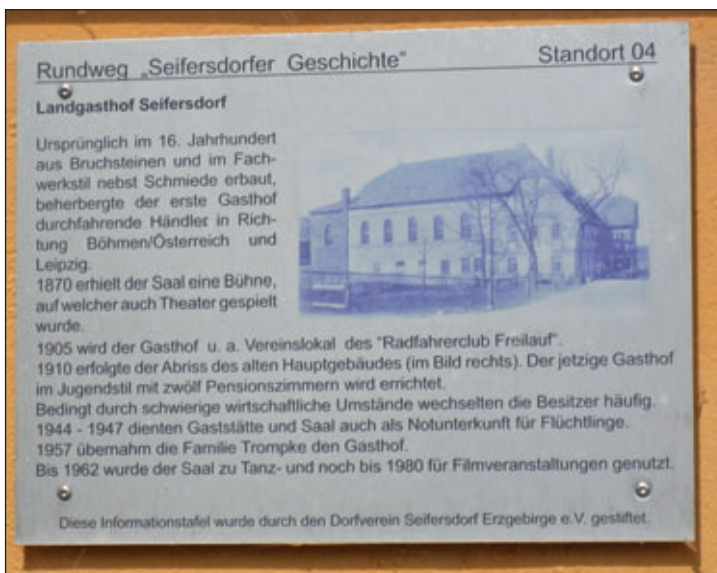 Rundweg „Seifersdorfer Geschichte“ Standort 04
Landgasthof Seifersdorf
Ursprünglich im 16. Jahrhundert
aus Bruchsteinen und im Fach-
werkstil nebst Schmiede erbaut,
beherbergte der erste Gasthof
durchfahrende Händler in Rich-
tung Böhmen/Österreich und
Leipzig.
1870 erhielt der Saal eine Bühne,
auf welcher auch Theater gespielt
wurde.
1905 wird der Gasthof u. a. Vereinslokal des "Radfahrerclub Freilauf".
1910 erfolgte der Abriss des alten Hauptgebäudes (im Bild rechts). Der jetzige Gasthof
im Jugendstil mit zwölf Pensionszimmern wird errichtet.
Bedingt durch schwierige wirtschaftliche Umstände wechselten die Besitzer häufig.
1944 - 1947 dienten Gaststätte und Saal auch als Notunterkunft für Flüchtlinge.
1957 übernahm die Familie Trompke den Gasthof.
Bis 1962 wurde der Saal zu Tanz- und noch bis 1980 für Filmveranstaltungen genutzt.
Diese Informationstafel wurde durch den Dorfverein Seifersdorf Erzgebirge e.V. gestiftet.